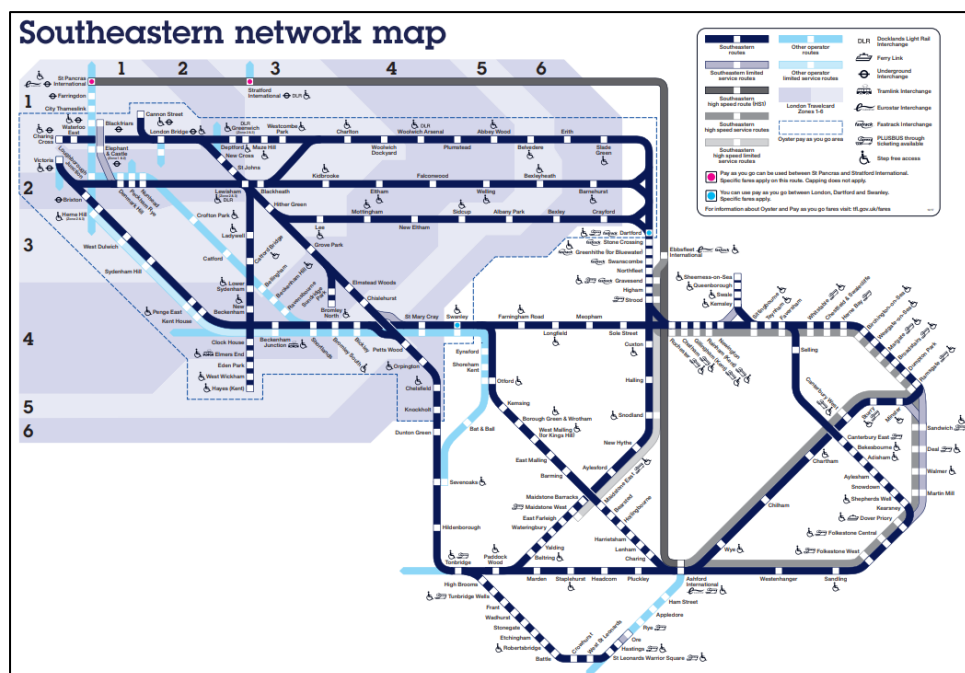 Southeastern network map
1
2
3
4
5
6
1
2
3
4
5
6
Southeastern
routes
Southeastern limited
service routes
Southeastern
high speed route (HS1)
Southeastern
high speed service routes
Southeastern high speed
limited service routes
Other operator
routes
Other operator
limited service routes
London Travelcard
Zones 1-6
Oyster pay as you go area
DLR
Docklands Light Rail
Interchange
Ferry Link
Underground
Interchange
Tramlink Interchange
Eurostar Interchange
Fastrack Interchange
PLUSBUS through
ticketing available
Step free access
Pay as you go can be used between St Pancras and Stratford International.
Specific fares apply on this route. Capping does not apply.
You can use pay as you go between London, Dartford and Swanley.
Specific fares apply.
For information about Oyster and Pay as you go fares visit: tfl.gov.uk/fares
St Pancras
International
Farringdon
City Thameslink
Blackfriars
Waterloo
East
Charing
Cross
Cannon Street
London Bridge
Elephant
& Castle
Victoria
Loughborough
Junction
Brixton
Herne Hill
Denmark Hill
Peckham Rye
Nunhead
Stratford
International DLR
DLR
Greenwich
Deptford
Maze Hill
Westcombe
Park
Charlton
Woolwich
Dockyard
DLR
Woolwich Arsenal
Plumstead
Abbey Wood
Belvedere
Erith
Slade
Green
New Cross
St Johns
Lewisham
DLR
Blackheath
Kidbrooke
Eltham
Falconwood
Welling
Bexleyheath
Barnehurst
Hither Green
Lee
Mottingham
New Eltham
Sidcup
Albany Park
Bexley
Crayford
Dartford
Stone Crossing
Greenhithe (for Bluewater)
Swanscombe
Northfleet
Gravesend
Higham
Strood
Ebbsfleet
International
Crofton Park
Catford
Ladywell
Catford Bridge
Bellingham
Beckenham Hill
Ravensbourne
Lower
Sydenham
New
Beckenham
Clock House
Elmers End
Eden Park
West Wickham
Hayes (Kent)
Grove Park
Sundridge
Park
Bromley
North
Elmstead Woods
Chislehurst
West Dulwich
Sydenham Hill
Penge East
Kent House
Beckenham
Junction
Shortlands
Bromley South
Bickley
Petts Wood
Orpington
Chelsfield
Knockholt
Dunton Green
Sevenoaks
Hildenborough
Tonbridge
St Mary Cray
Swanley
Farningham Road
Longfield
Meopham
Sole Street
Eynsford
Shoreham
Kent
Otford
Bat & Ball
Kemsing
Borough Green & Wrotham
West Malling
(for Kings Hill)
East Malling
Barming
Maidstone East
Bearsted
Hollingbourne
Harrietsham
Lenham
Charing
Cuxton
Halling
Snodland
New Hythe
Aylesford
Maidstone Barracks
Maidstone West
East Farleigh
Wateringbury
Yalding
Beltring
Paddock
Wood
Marden
Staplehurst
Headcorn
Pluckley
Ashford
International
High Brooms
Tunbridge Wells
Frant
Wadhurst
Stonegate
Etchingham
Robertsbridge
Battle
Crowhurst
West St Leonards
St Leonards Warrior Square
Hastings
Ore
Rye
Appledore
Ham Street
Rochester
Chatham
Gillingham (Kent)
Rainham (Kent)
Newington
Sittingbourne
Sheerness-on-Sea
Queenborough
Swale
Kemsley
Teynham
Faversham
Whitstable
Chestfield & Swalecliffe
Herne Bay
Birchington-on-Sea
Westgate-on-Sea
Margate
Broadstairs
Dumpton Park
Ramsgate
Selling
Canterbury West
Sturry
Minster
Canterbury East
Bekesbourne
Adisham
Aylesham
Snowdown
Shepherds Well
Kearsney
Dover Priory
Folkestone Central
Folkestone West
Sandling
Westenhanger
Sandwich
Deal
Walmer
Martin Mill
Chartham
Chilham
Wye